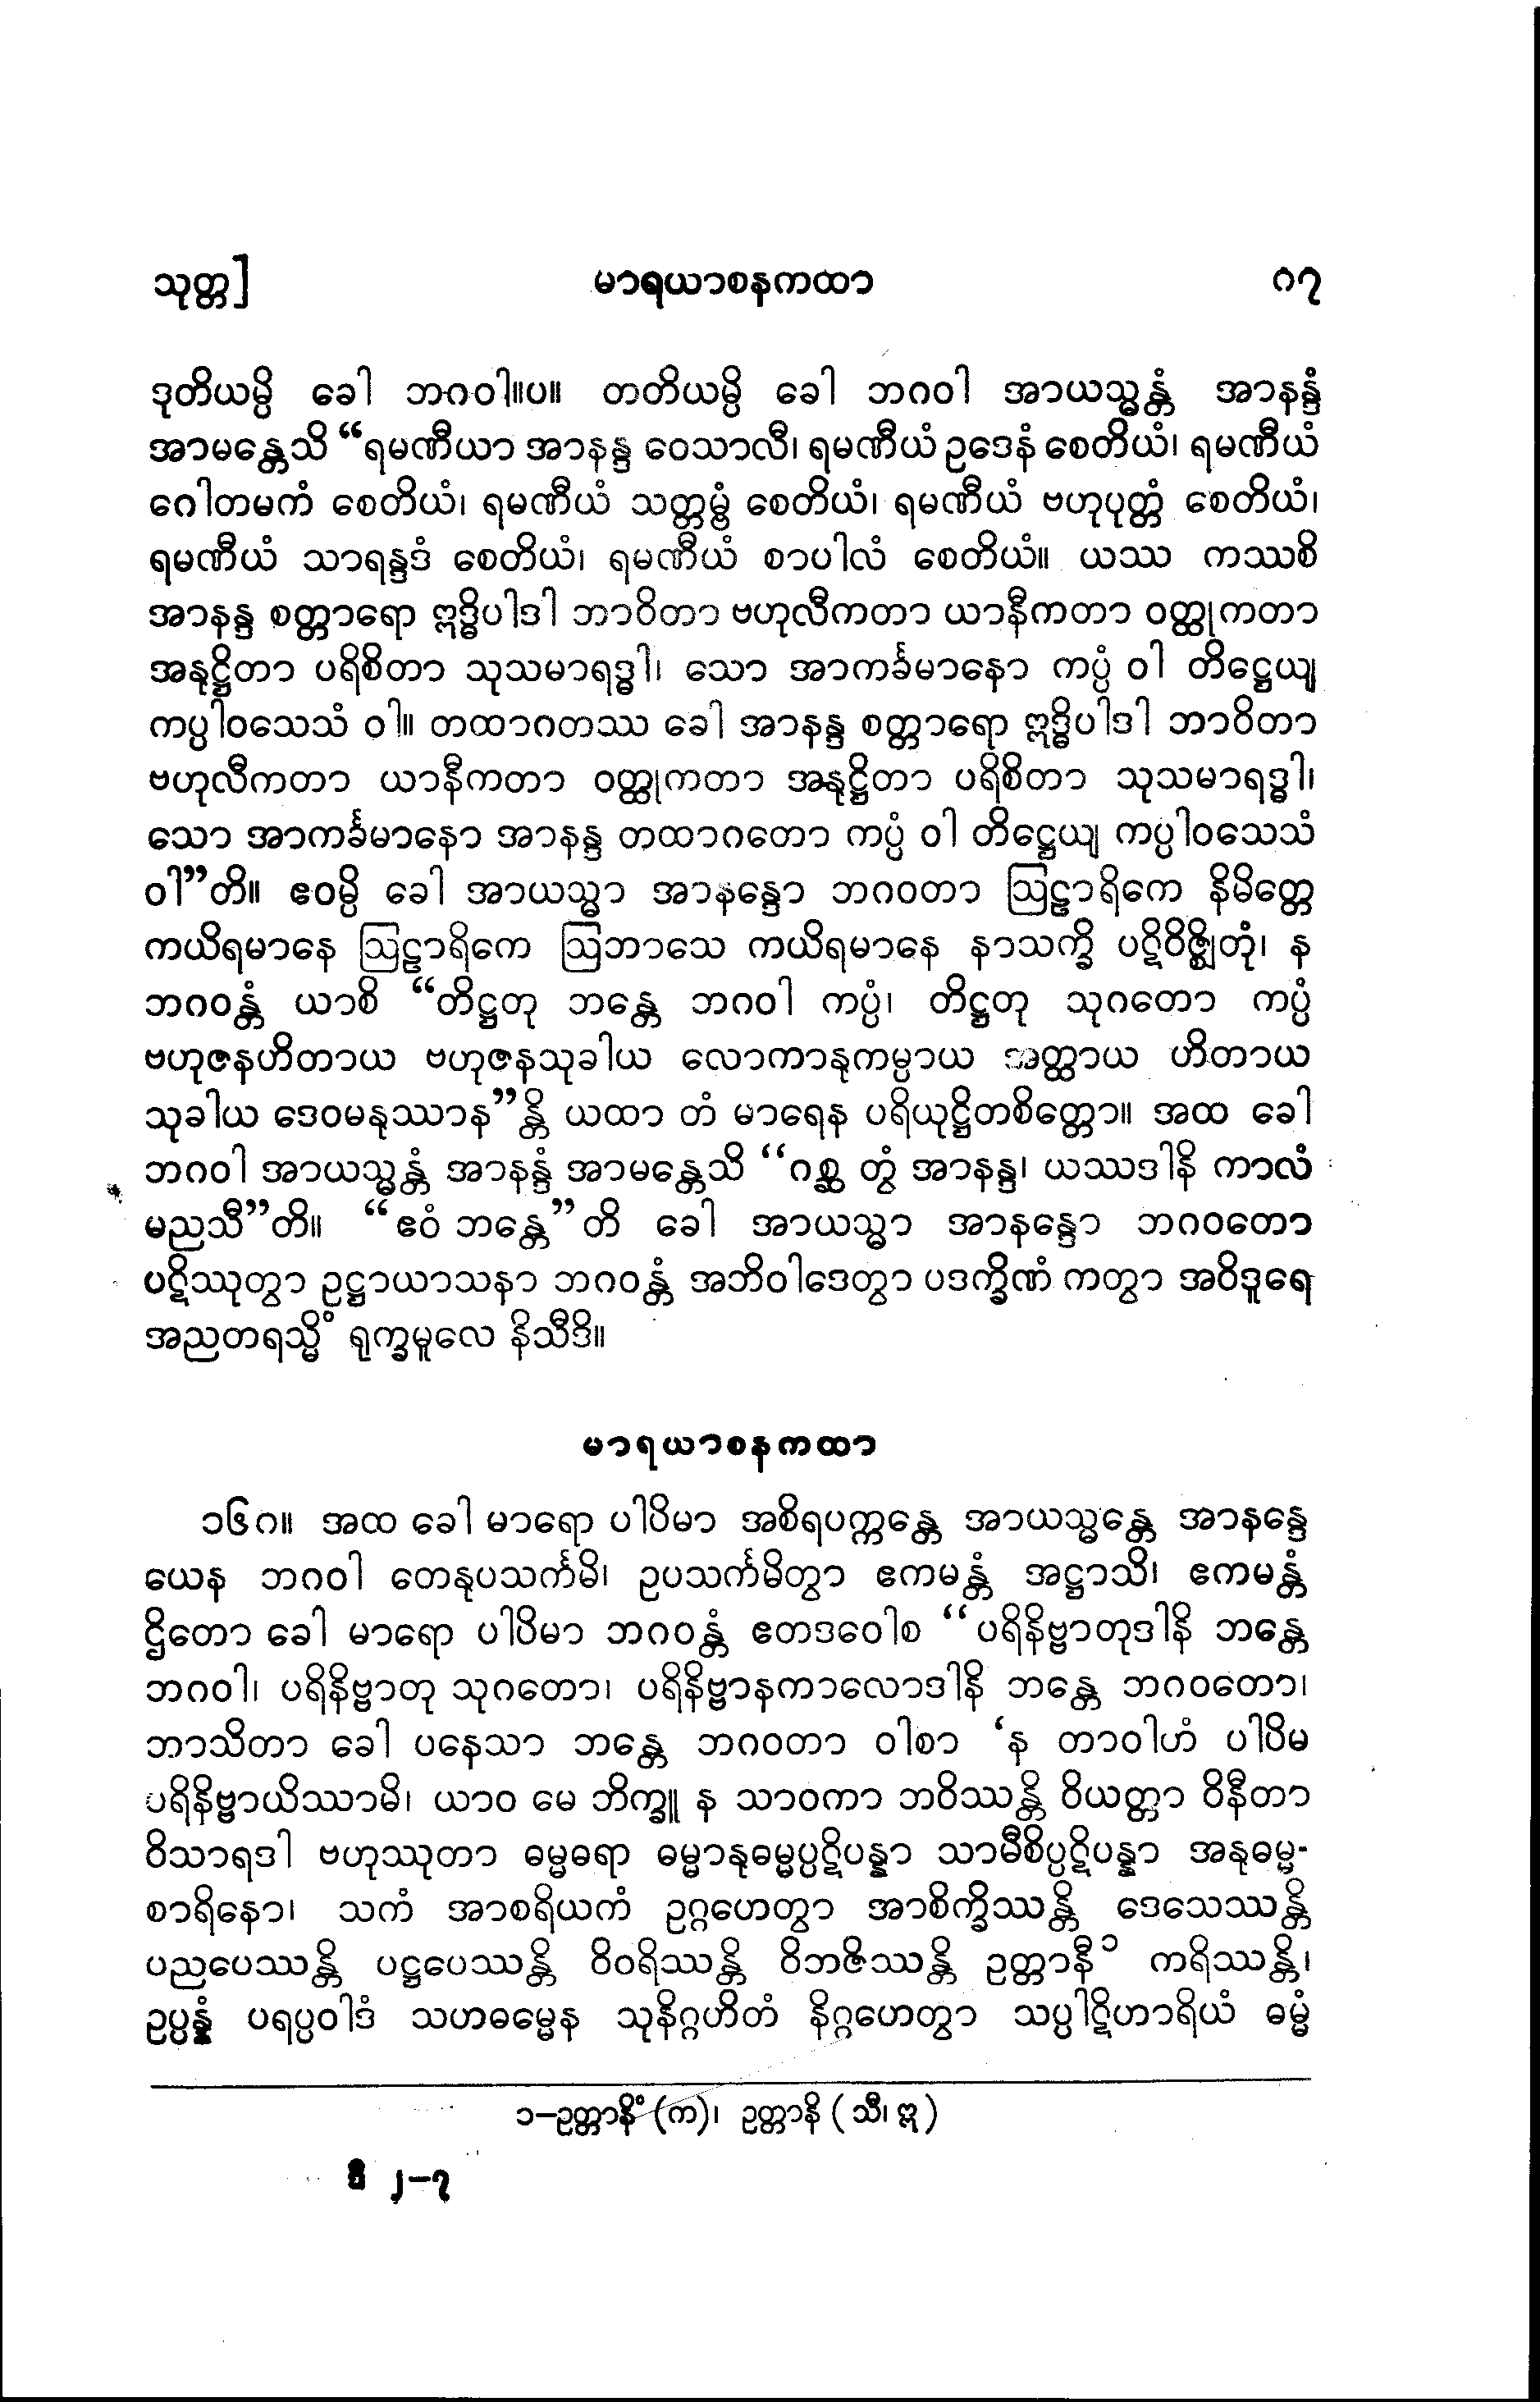 သုတ္တ] မာရယာစနကထာ ၈၇
ဒုတိယမ္ပိ ခေါ ဘဂဝါ။ပ။ တတိယမ္ပိ ခေါ ဘဂဝါ အာယသ္မန္တံ အာနန္ဒံ
အာမန္တေသိ “ရမဏီယာ အာနန္ဒ ဝေသာလီ၊ ရမဏီယံ ဥဒေနံ စေတိယံ၊ ရမဏီယံ
ဂေါတမကံ စေတိယံ၊ ရမဏီယံ သတ္တမ္ဗံ စေတိယံ၊ ရမဏီယံ ဗဟုပုတ္တံ စေတိယံ၊
ရမဏီယံ သာရန္ဒဒံ စေတိယံ၊ ရမဏီယံ စာပါလံ စေတိယံ။ ယဿ ကဿစိ
အာနန္ဒ စတ္တာရော ဣဒ္ဓိပါဒါ ဘာဝိတာ ဗဟုလီကတာ ယာနီကတာ ဝတ္ထုကတာ
အနုဋ္ဌိတာ ပရိစိတာ သုသမာရဒ္ဓါ၊ သော အာကင်္ခမာနော ကပ္ပံ ဝါ တိဋ္ဌေယျ
ကပ္ပါဝသေသံ ဝါ။ တထာဂတဿ ခေါ အာနန္ဒ စတ္တာရော ဣဒ္ဓိပါဒါ ဘာဝိတာ
ဗဟုလီကတာ ယာနီကတာ ဝတ္ထုကတာ အနုဋ္ဌိတာ ပရိစိတာ သုသမာရဒ္ဓါ၊
သော အာကင်္ခမာနော အာနန္ဒ တထာဂတော ကပ္ပံ ဝါ တိဋ္ဌေယျ ကပ္ပါဝသေသံ
ဝါ”တိ။ ဧဝမ္ပိ ခေါ အာယသ္မာ အာနန္ဒော ဘဂဝတာ ဩဠာရိကေ နိမိတ္တေ
ကယိရမာနေ ဩဠာရိကေ ဩဘာသေ ကယိရမာနေ နာသက္ခိ ပဋိဝိဇ္ဈိတုံ၊ န
ဘဂဝန္တံ ယာစိ “တိဋ္ဌတု ဘန္တေ ဘဂဝါ ကပ္ပံ၊ တိဋ္ဌတု သုဂတော ကပ္ပံ
ဗဟုဇနဟိတာယ ဗဟုဇနသုခါယ လောကာနုကမ္ပာယ အတ္ထာယ ဟိတာယ
သုခါယ ဒေဝမနုဿာန”န္တိ ယထာ တံ မာရေန ပရိယုဋ္ဌိတစိတ္တော။ အထ ခေါ
ဘဂဝါ အာယသ္မန္တံ အာနန္ဒံ အာမန္တေသိ “ဂစ္ဆ တွံ အာနန္ဒ၊ ယဿဒါနိ ကာလံ
မညသီ”တိ။ “ဧဝံ ဘန္တေ”တိ ခေါ အာယသ္မာ အာနန္ဒော ဘဂဝတော
ပဋိဿုတွာ ဥဋ္ဌာယာသနာ ဘဂဝန္တံ အဘိဝါဒေတွာ ပဒက္ခိဏံ ကတွာ အဝိဒူရေ
အညတရသ္မိံ ရုက္ခမူလေ နိသီဒိ။
မာရယာစနကထာ
၁၆၈။ အထ ခေါ မာရော ပါပိမာ အစိရပက္ကန္တေ အာယသ္မန္တေ အာနန္ဒေ
ယေန ဘဂဝါ တေနုပသင်္ကမိ၊ ဥပသင်္ကမိတွာ ဧကမန္တံ အဋ္ဌာသိ၊ ဧကမန္တံ
ဌိတော ခေါ မာရော ပါပိမာ ဘဂဝန္တံ ဧတဒဝေါစ “ပရိနိဗ္ဗာတုဒါနိ ဘန္တေ
ဘဂဝါ၊ ပရိနိဗ္ဗာတု သုဂတော၊ ပရိနိဗ္ဗာနကာလောဒါနိ ဘန္တေ ဘဂဝတော၊
ဘာသိတာ ခေါ ပနေသာ ဘန္တေ ဘဂဝတာ ဝါစာ ‘န တာဝါဟံ ပါပိမ
ပရိနိဗ္ဗာယိဿာမိ၊ ယာဝ မေ ဘိက္ခူ န သာဝကာ ဘဝိဿန္တိ ဝိယတ္တာ ဝိနီတာ
ဝိသာရဒါ ဗဟုဿုတာ ဓမ္မဓရာ ဓမ္မာနုဓမ္မပ္ပဋိပန္နာ သာမီစိပ္ပဋိပန္နာ အနုဓမ္မ-
စာရိနော၊ သကံ အာစရိယကံ ဥဂ္ဂဟေတွာ အာစိက္ခိဿန္တိ ဒေသေဿန္တိ
ပညပေဿန္တိ ပဋ္ဌပေဿန္တိ ဝိဝရိဿန္တိ ဝိဘဇိဿန္တိ ဥတ္တာနီ ၁ ကရိဿန္တိ၊
ဥပ္ပန္နံ ပရပ္ပဝါဒံ သဟဓမ္မေန သုနိဂ္ဂဟိတံ နိဂ္ဂဟေတွာ သပ္ပါဋိဟာရိယံ ဓမ္မံ
၁–ဥတ္တာနိံ (က)၊ ဥတ္တာနိ (သီ၊ ဣ)
ဒီ ၂–၇